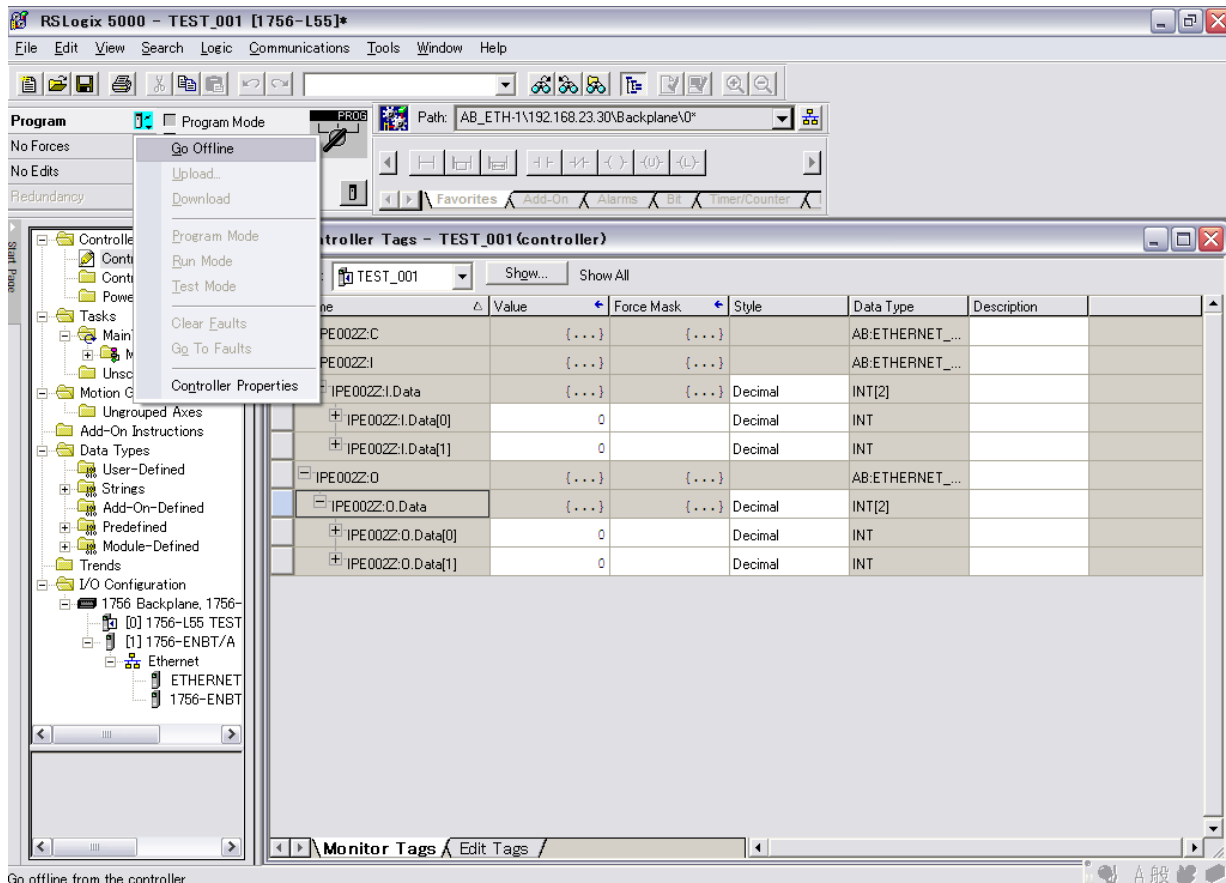 RSLogix 5000 - TEST_001 [1756-L55]*
File Edit View Search Logic Communications Tools Window Help
Program Program Mode
No Forces
No Edits
Redundancy
PROG
Path: AB_ETH-1\192.168.23.30\Backplane\0*
Favorites Add-On Alarms Bit Timer/Counter
Go Offline
Upload...
Download
Program Mode
Run Mode
Test Mode
Clear Faults
Go To Faults
Controller Properties
Start Page
Controlle
Cont
Cont
Powe
Tasks
Main
M
Unsc
Motion G
Ungrouped Axes
Add-On Instructions
Data Types
User-Defined
Strings
Add-On-Defined
Predefined
Module-Defined
Trends
I/O Configuration
1756 Backplane, 1756-
[0] 1756-L55 TEST
[1] 1756-ENBT/A
Ethernet
ETHERNET
1756-ENBT
troller Tags - TEST_001(controller)
: TEST_001 Show... Show All
me Value Force Mask Style Data Type Description
PE002Z:C {...} {...} AB:ETHERNET_...
PE002Z:I {...} {...} AB:ETHERNET_...
IPE002Z:I.Data {...} {...} Decimal INT[2]
IPE002Z:I.Data[0] 0 Decimal INT
IPE002Z:I.Data[1] 0 Decimal INT
IPE002Z:O {...} {...} AB:ETHERNET_...
IPE002Z:O.Data {...} {...} Decimal INT[2]
IPE002Z:O.Data[0] 0 Decimal INT
IPE002Z:O.Data[1] 0 Decimal INT
Monitor Tags Edit Tags
Go offline from the controller
A 般